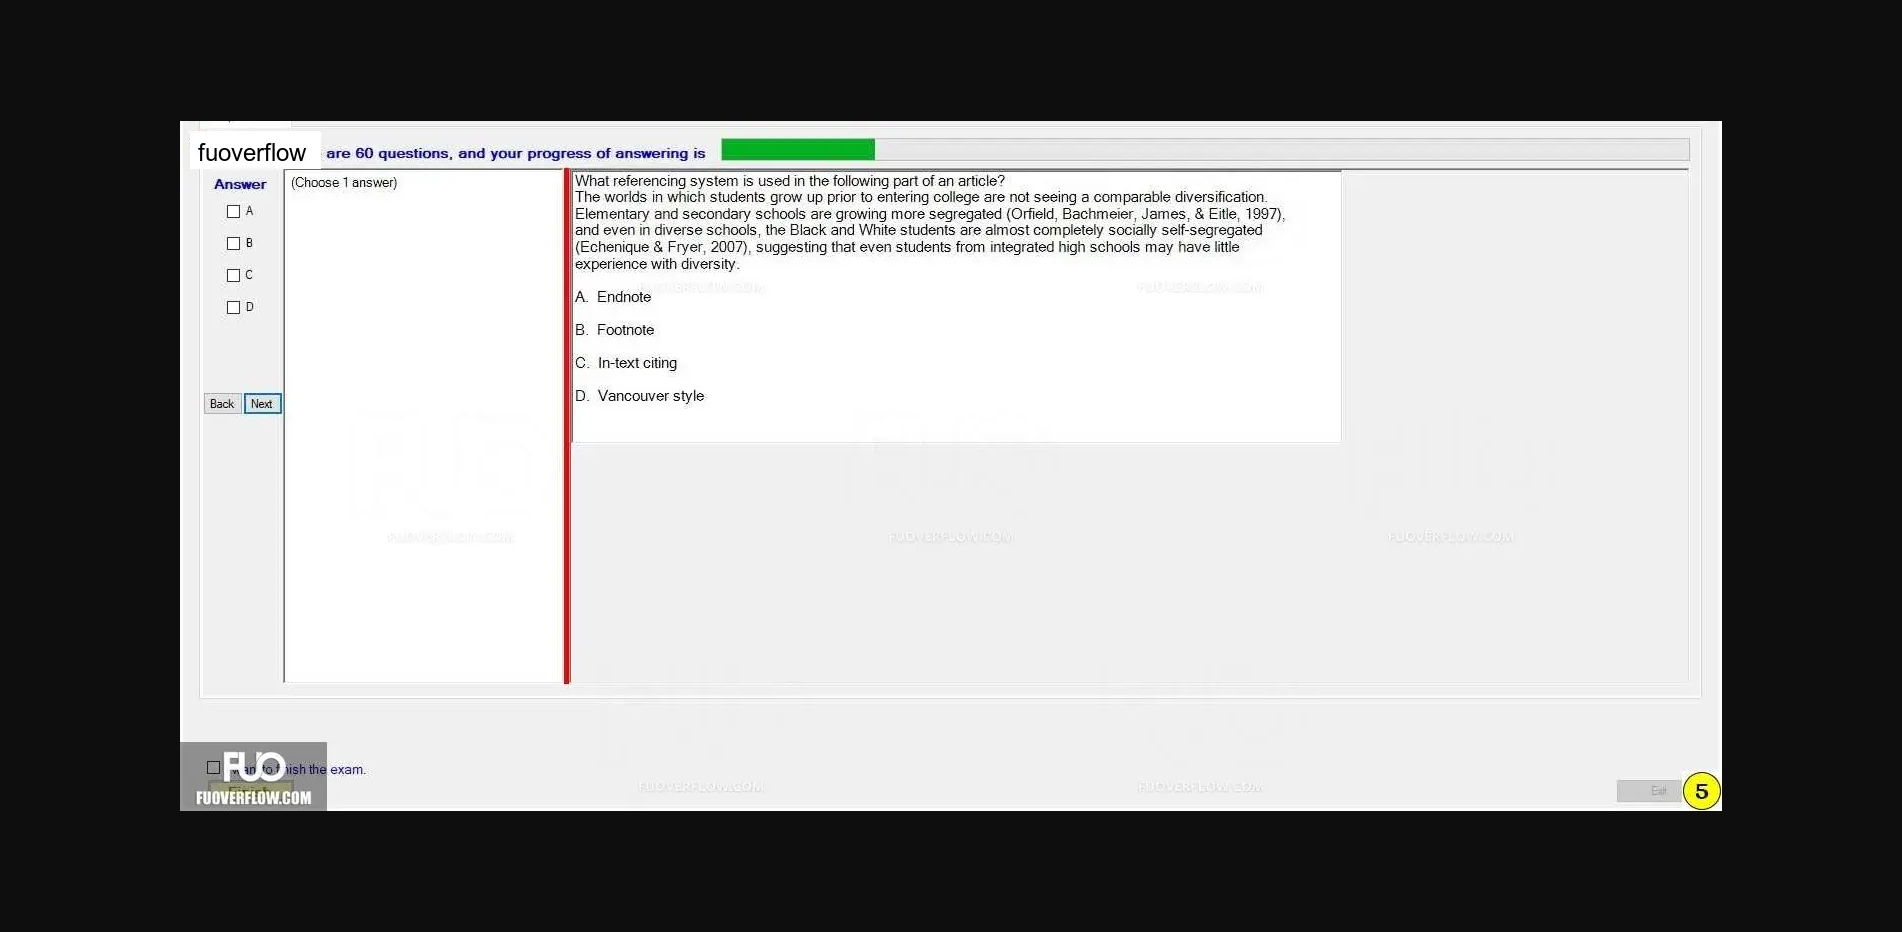 fuoverflow are 60 questions, and your progress of answering is
Answer
(Choose 1 answer)
A
B
C
D
Back Next
What referencing system is used in the following part of an article?
The worlds in which students grow up prior to entering college are not seeing a comparable diversification.
Elementary and secondary schools are growing more segregated (Orfield, Bachmeier, James, & Eitle, 1997),
and even in diverse schools, the Black and White students are almost completely socially self-segregated
(Echenique & Fryer, 2007), suggesting that even students from integrated high schools may have little
experience with diversity.
FUOVERFLOW.COM FUOVERFLOW.COM
A. Endnote
B. Footnote
C. In-text citing
D. Vancouver style
FUOVERFLOW.COM FUOVERFLOW.COM FUOVERFLOW.COM
FUO
to finish the exam.
FUOVERFLOW.COM
FUOVERFLOW.COM FUOVERFLOW.COM
Exit
5